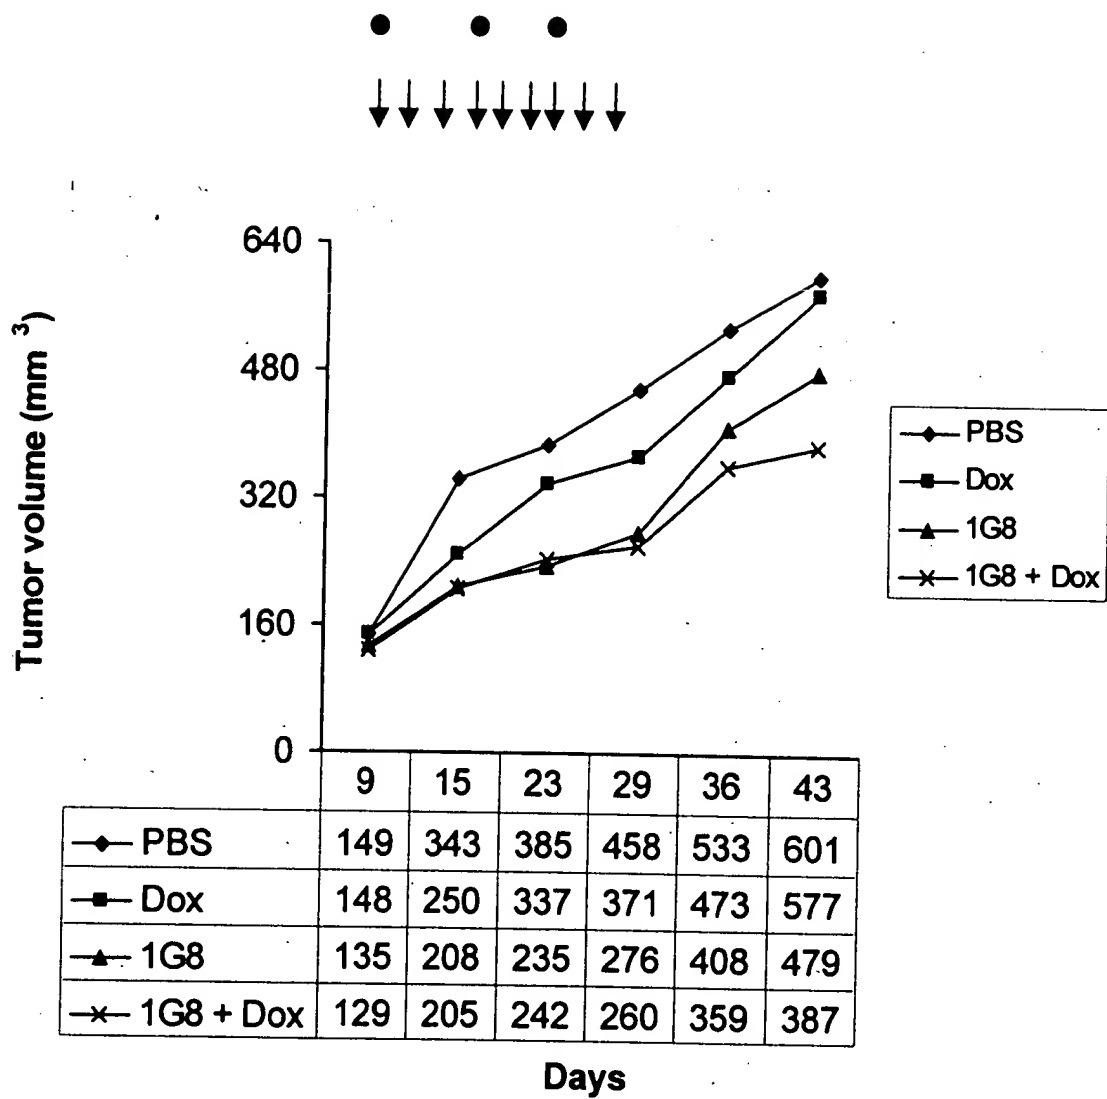 640
480
320
160
0
Tumor volume (mm 3)
PBS
Dox
1G8
1G8 + Dox
9 15 23 29 36 43
PBS 149 343 385 458 533 601
Dox 148 250 337 371 473 577
1G8 135 208 235 276 408 479
1G8 + Dox 129 205 242 260 359 387
Days